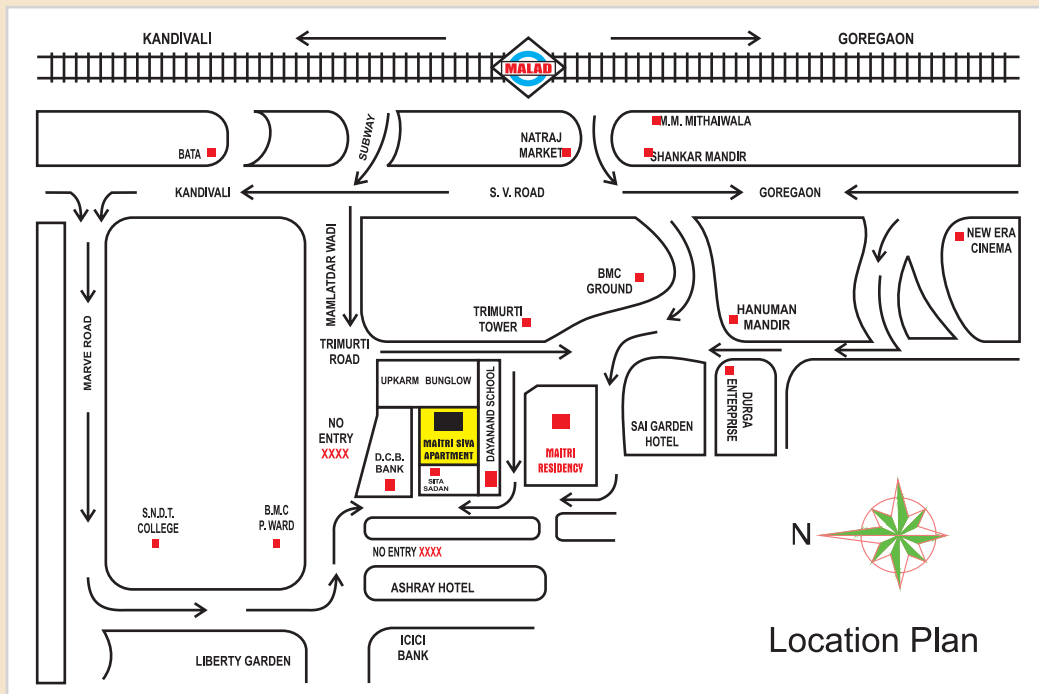 KANDIVALI
GOREGAON
MALAD
M.M. MITHAIWALA
SUBWAY
NATRAJ
MARKET
BATA
SHANKAR MANDIR
KANDIVALI
S. V. ROAD
GOREGAON
NEW ERA
CINEMA
MAMLATDAR WADI
BMC
GROUND
TRIMURTI
TOWER
HANUMAN
MANDIR
MARVE ROAD
TRIMURTI
ROAD
UPKARM BUNGLOW
DAYANAND SCHOOL
DURGA
ENTERPRISE
NO
ENTRY
XXXX
MAITRI SIYA
APARTMENT
SAI GARDEN
HOTEL
D.C.B.
BANK
MAITRI
RESIDENCY
SITA
SADAN
S.N.D.T.
COLLEGE
B.M.C
P. WARD
N
NO ENTRY XXXX
ASHRAY HOTEL
ICICI
BANK
LIBERTY GARDEN
Location Plan